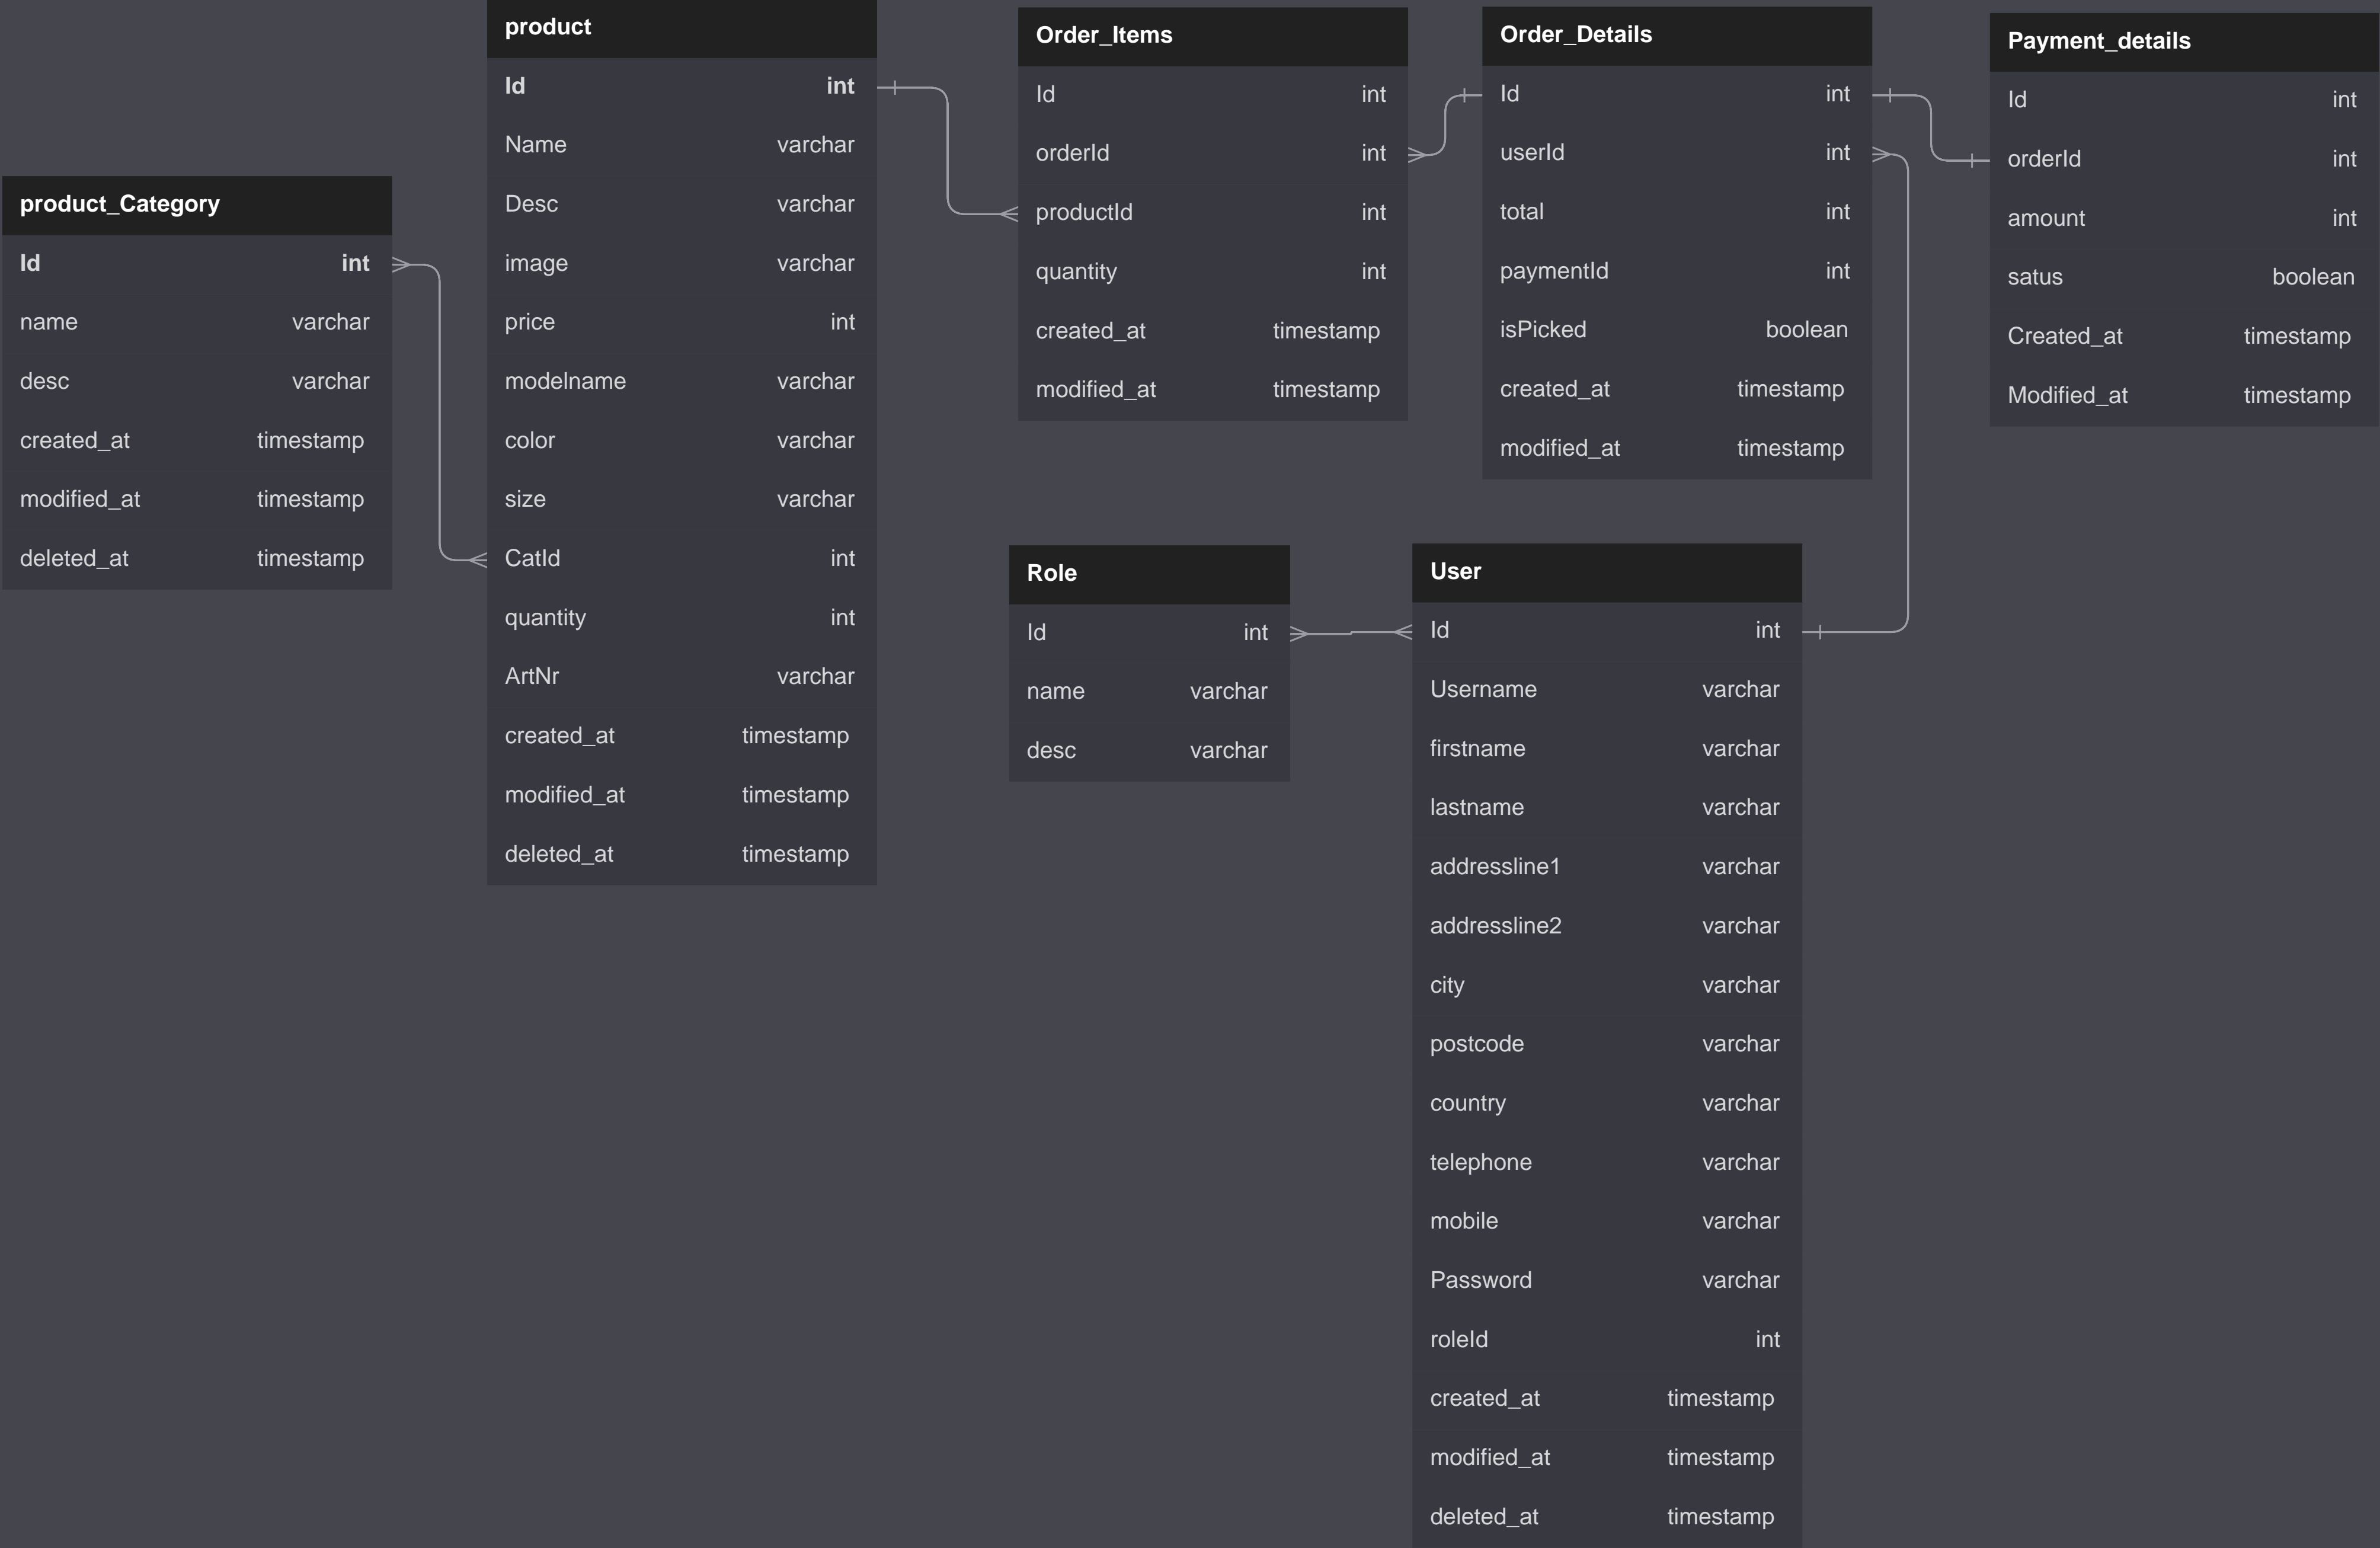 product_Category
Id int
name varchar
desc varchar
created_at timestamp
modified_at timestamp
deleted_at timestamp
product
Id int
Name varchar
Desc varchar
image varchar
price int
modelname varchar
color varchar
size varchar
CatId int
quantity int
ArtNr varchar
created_at timestamp
modified_at timestamp
deleted_at timestamp
Order_Items
Id int
orderId int
productId int
quantity int
created_at timestamp
modified_at timestamp
Order_Details
Id int
userId int
total int
paymentId int
isPicked boolean
created_at timestamp
modified_at timestamp
Payment_details
Id int
orderId int
amount int
satus boolean
Created_at timestamp
Modified_at timestamp
Role
Id int
name varchar
desc varchar
User
Id int
Username varchar
firstname varchar
lastname varchar
addressline1 varchar
addressline2 varchar
city varchar
postcode varchar
country varchar
telephone varchar
mobile varchar
Password varchar
roleId int
created_at timestamp
modified_at timestamp
deleted_at timestamp